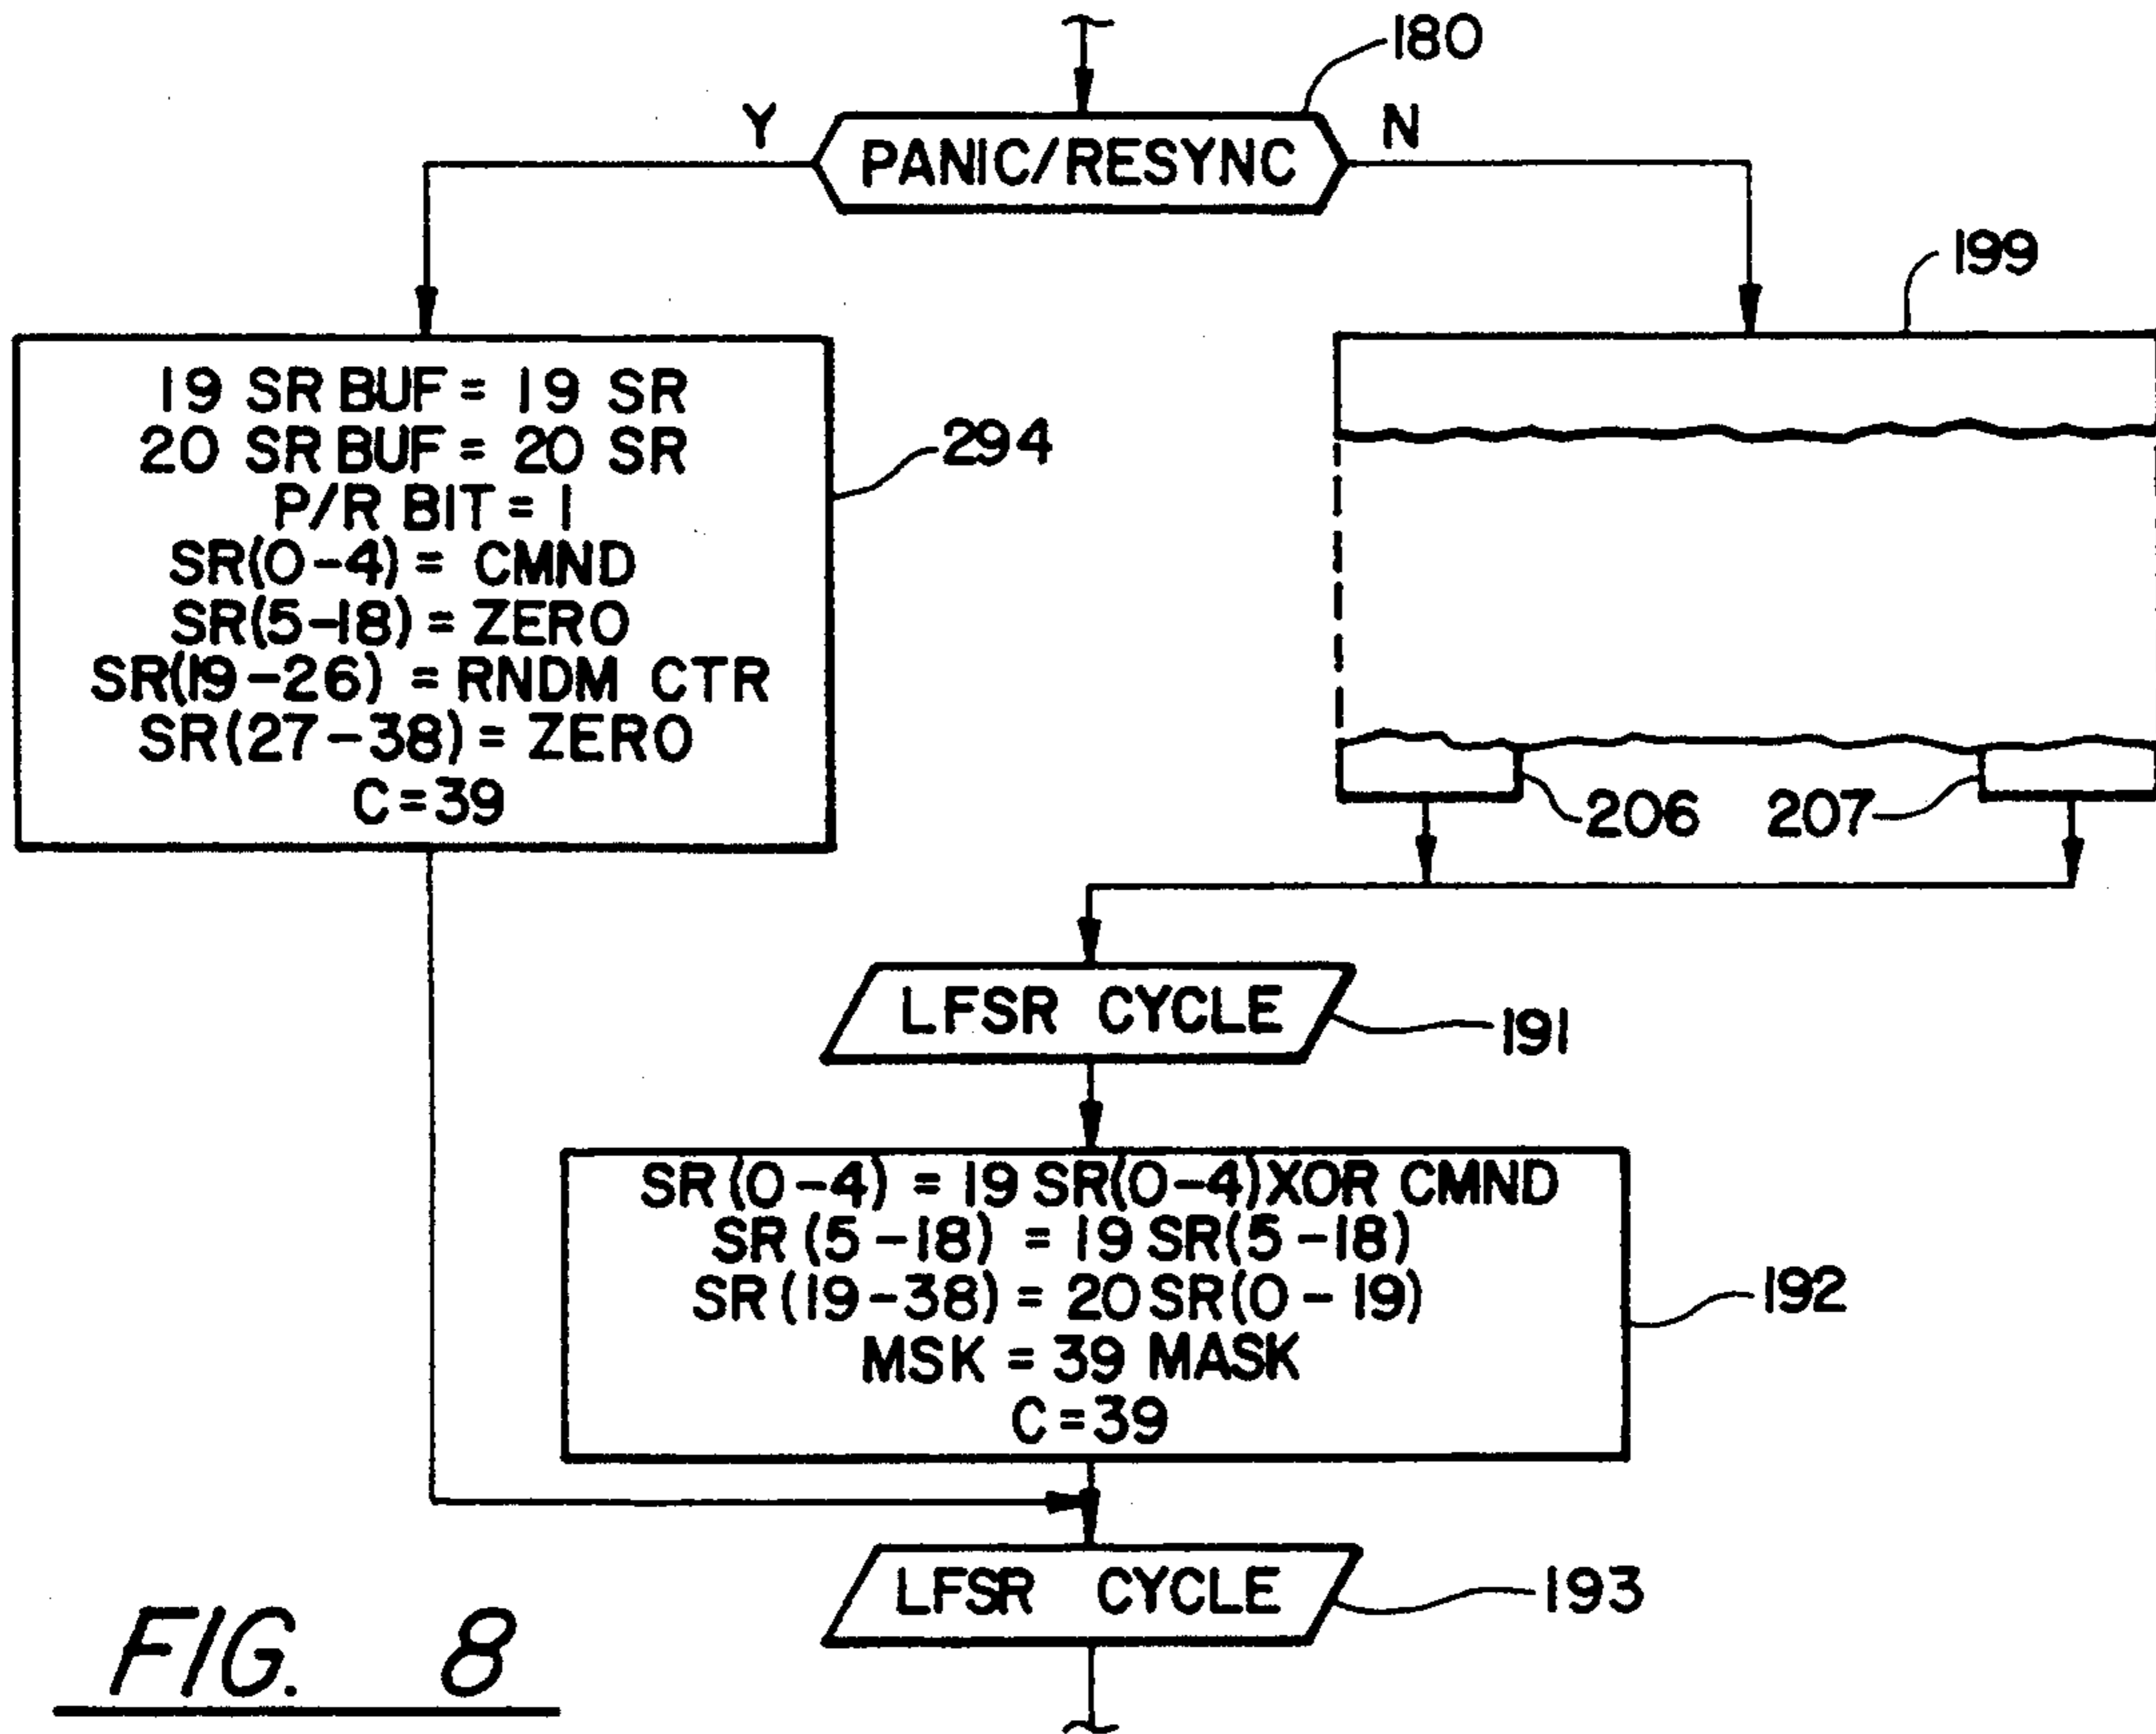 180
Y
N
PANIC/RESYNC
199
19 SR BUF = 19 SR
20 SR BUF = 20 SR
P/R BIT = 1
SR(0-4) = CMND
SR(5-18) = ZERO
SR(19-26) = RNDM CTR
SR(27-38) = ZERO
C=39
294
206
207
LFSR CYCLE
191
SR(0-4) = 19 SR(0-4) XOR CMND
SR(5-18) = 19 SR(5-18)
SR(19-38) = 20 SR(0-19)
MSK = 39 MASK
C=39
192
LFSR CYCLE
193
FIG. 8